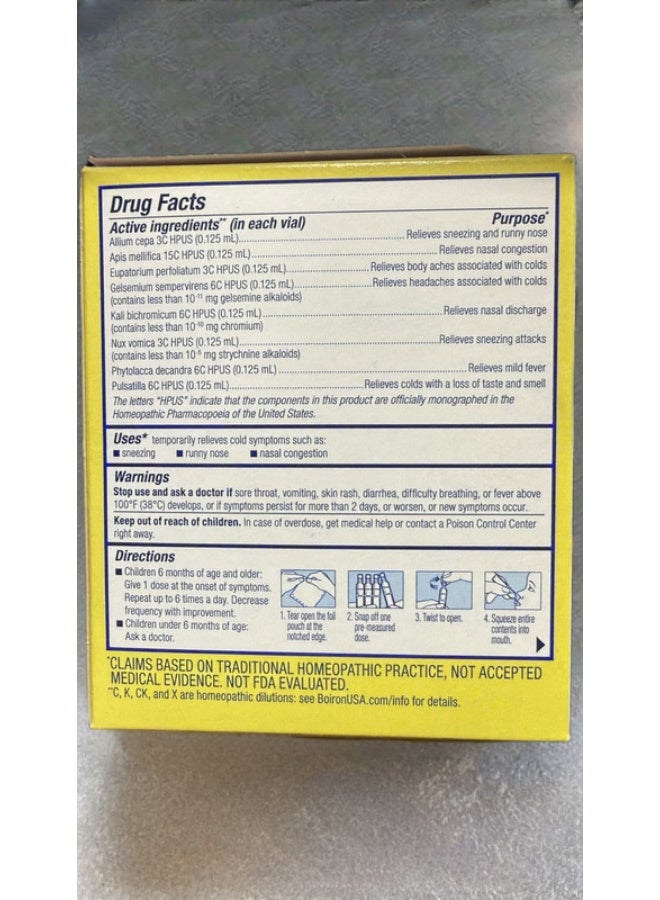 Drug Facts
Active ingredients** (in each vial) Purpose*
Allium cepa 3C HPUS (0.125 mL)........ Relieves sneezing and runny nose
Apis mellifica 15C HPUS (0.125 mL)........ Relieves nasal congestion
Eupatorium perfoliatum 3C HPUS (0.125 mL)........ Relieves body aches associated with colds
Gelsemium sempervirens 6C HPUS (0.125 mL)........ Relieves headaches associated with colds
(contains less than 10⁻¹¹ mg gelsemine alkaloids)
Kali bichromicum 6C HPUS (0.125 mL)........ Relieves nasal discharge
(contains less than 10⁻¹⁰ mg chromium)
Nux vomica 3C HPUS (0.125 mL)........ Relieves sneezing attacks
(contains less than 10⁻⁵ mg strychnine alkaloids)
Phytolacca decandra 6C HPUS (0.125 mL)........ Relieves mild fever
Pulsatilla 6C HPUS (0.125 mL)........ Relieves colds with a loss of taste and smell
The letters "HPUS" indicate that the components in this product are officially monographed in the
Homeopathic Pharmacopoeia of the United States.
Uses* temporarily relieves cold symptoms such as:
■ sneezing ■ runny nose ■ nasal congestion
Warnings
Stop use and ask a doctor if sore throat, vomiting, skin rash, diarrhea, difficulty breathing, or fever above
100°F (38°C) develops, or if symptoms persist for more than 2 days, or worsen, or new symptoms occur.
Keep out of reach of children. In case of overdose, get medical help or contact a Poison Control Center
right away.
Directions
■ Children 6 months of age and older:
Give 1 dose at the onset of symptoms.
Repeat up to 6 times a day. Decrease
frequency with improvement.
■ Children under 6 months of age:
Ask a doctor.
1. Tear open the foil
pouch at the
notched edge.
2. Snap off one
pre-measured
dose.
3. Twist to open.
4. Squeeze entire
contents into
mouth.
*CLAIMS BASED ON TRADITIONAL HOMEOPATHIC PRACTICE, NOT ACCEPTED
MEDICAL EVIDENCE. NOT FDA EVALUATED.
**C, K, CK, and X are homeopathic dilutions: see BoironUSA.com/info for details.